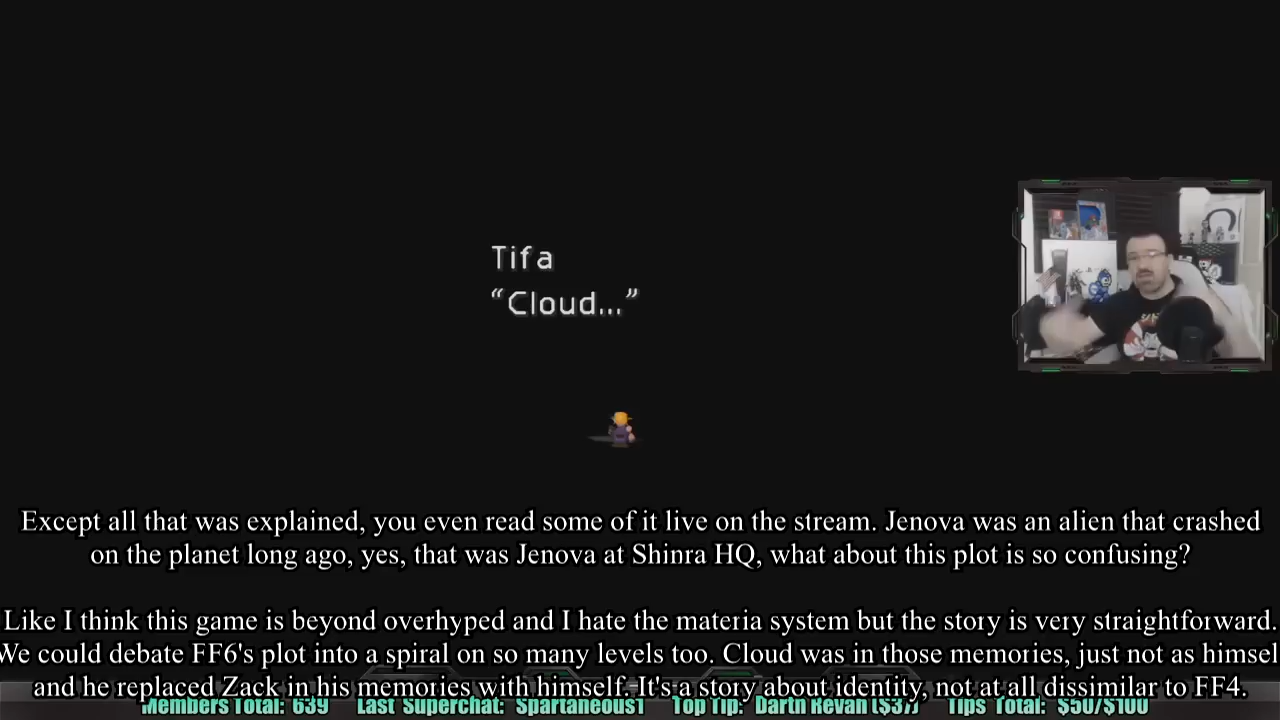 Tifa
“Cloud...”
Except all that was explained, you even read some of it live on the stream. Jenova was an alien that crashed
on the planet long ago, yes, that was Jenova at Shinra HQ, what about this plot is so confusing?
Like I think this game is beyond overhyped and I hate the materia system but the story is very straightforward.
We could debate FF6's plot into a spiral on so many levels too. Cloud was in those memories, just not as himsel
and he replaced Zack in his memories with himself. It's a story about identity, not at all dissimilar to FF4.
Members Total: 639 Last Superchat: Spartaneous1 Top Tip: Darth Revan ($37) Tips Total: $50/$100